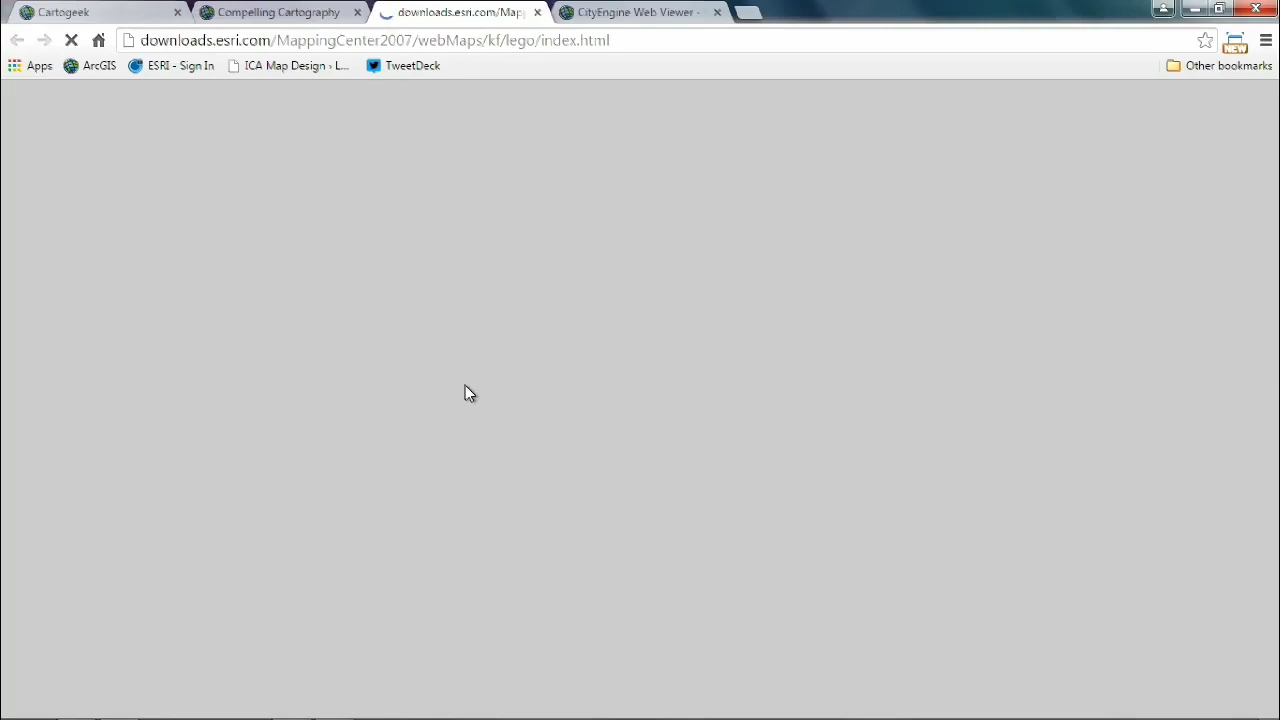 Cartogeek
Compelling Cartography
downloads.esri.com/Map
CityEngine Web Viewer -
downloads.esri.com/MappingCenter2007/webMaps/kf/lego/index.html
NEW
Apps
ArcGIS
ESRI - Sign In
ICA Map Design › L...
TweetDeck
Other bookmarks